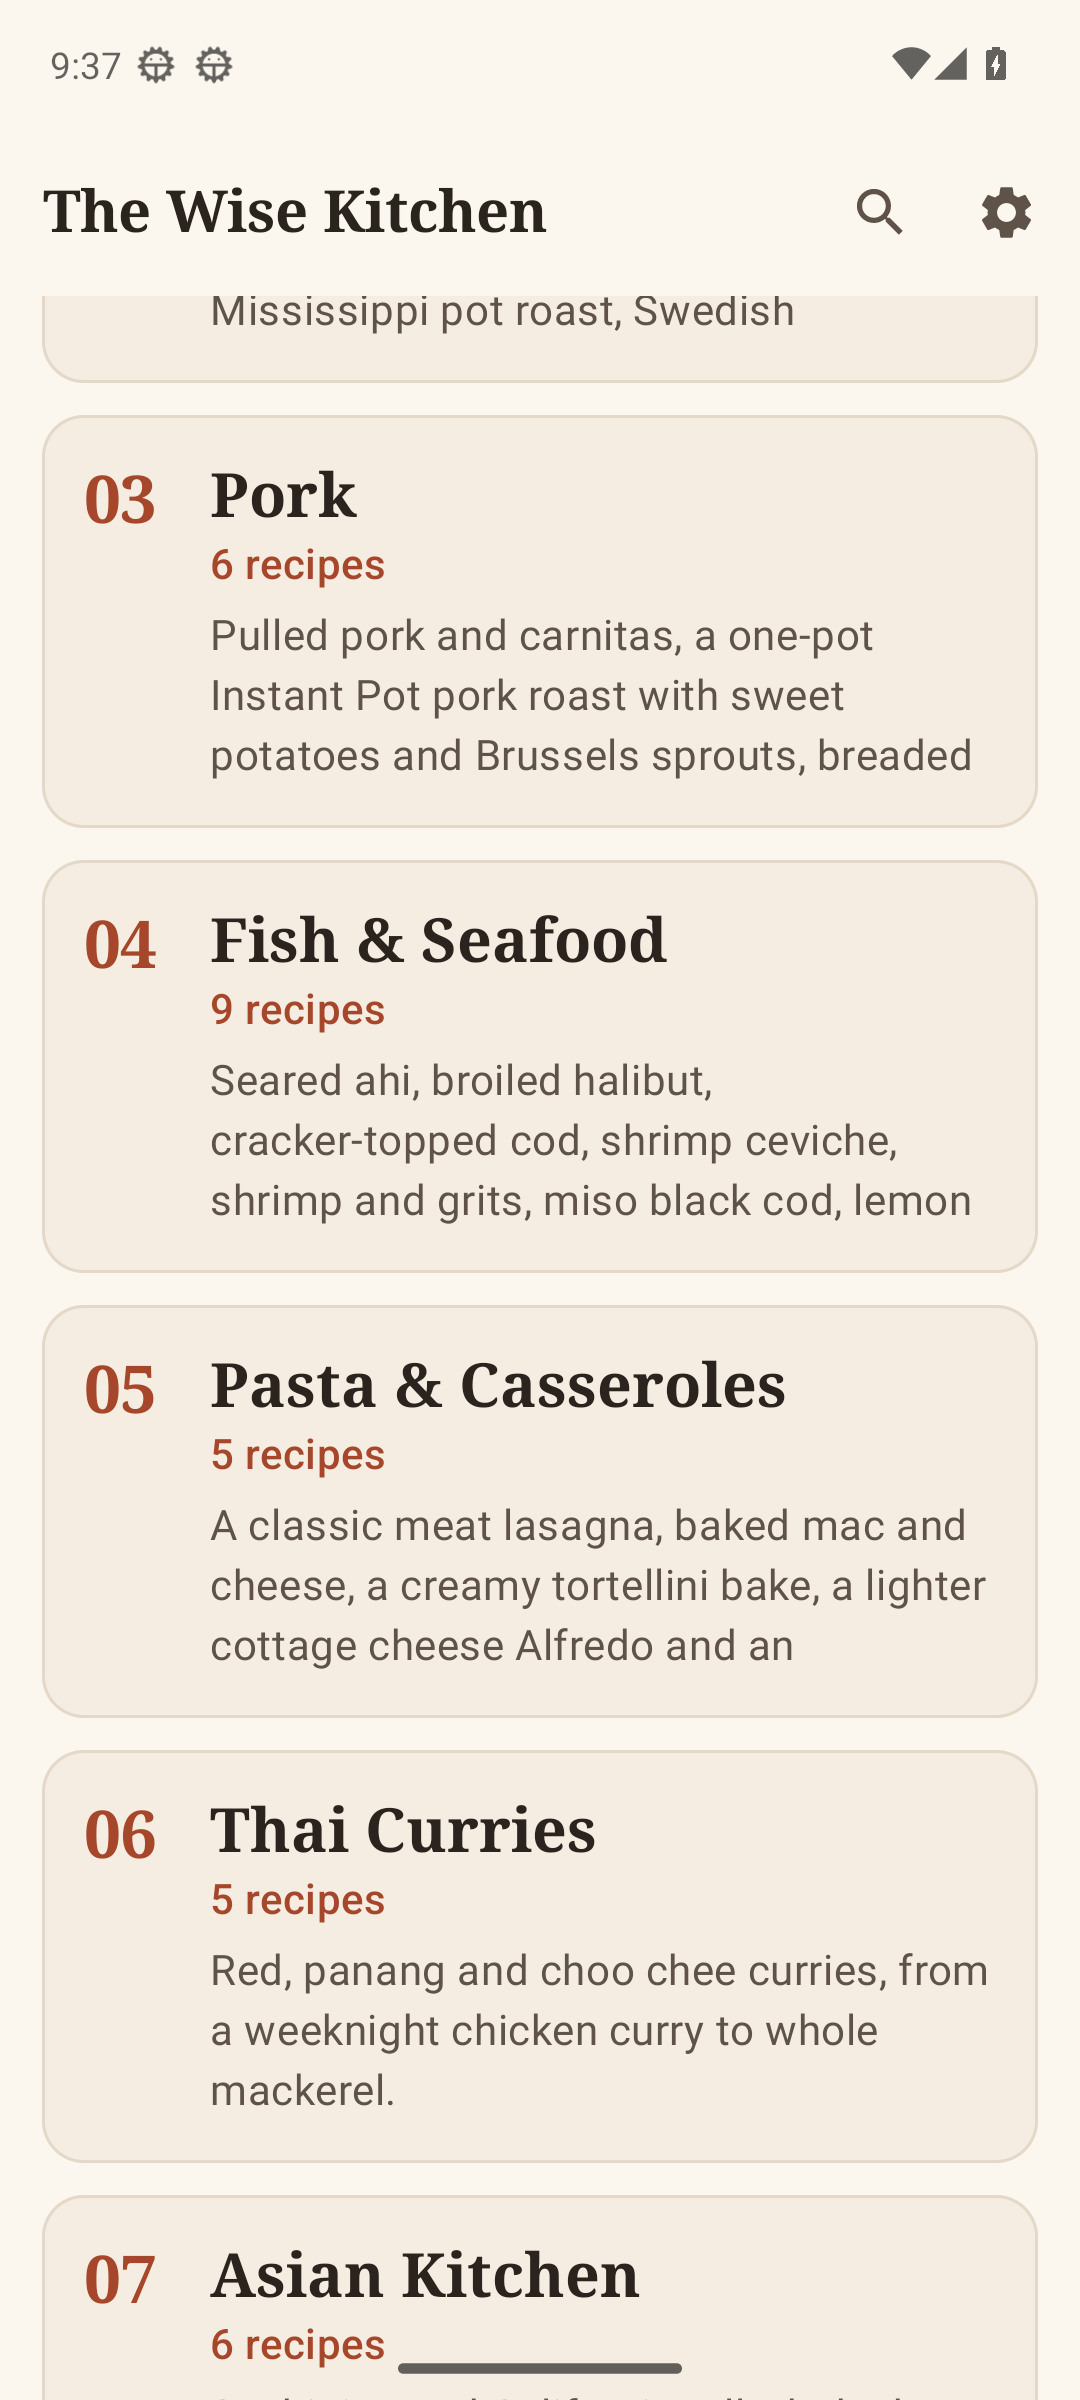 9:37
The Wise Kitchen
Mississippi pot roast, Swedish
03 Pork
6 recipes
Pulled pork and carnitas, a one-pot
Instant Pot pork roast with sweet
potatoes and Brussels sprouts, breaded
04 Fish & Seafood
9 recipes
Seared ahi, broiled halibut,
cracker-topped cod, shrimp ceviche,
shrimp and grits, miso black cod, lemon
05 Pasta & Casseroles
5 recipes
A classic meat lasagna, baked mac and
cheese, a creamy tortellini bake, a lighter
cottage cheese Alfredo and an
06 Thai Curries
5 recipes
Red, panang and choo chee curries, from
a weeknight chicken curry to whole
mackerel.
07 Asian Kitchen
6 recipes